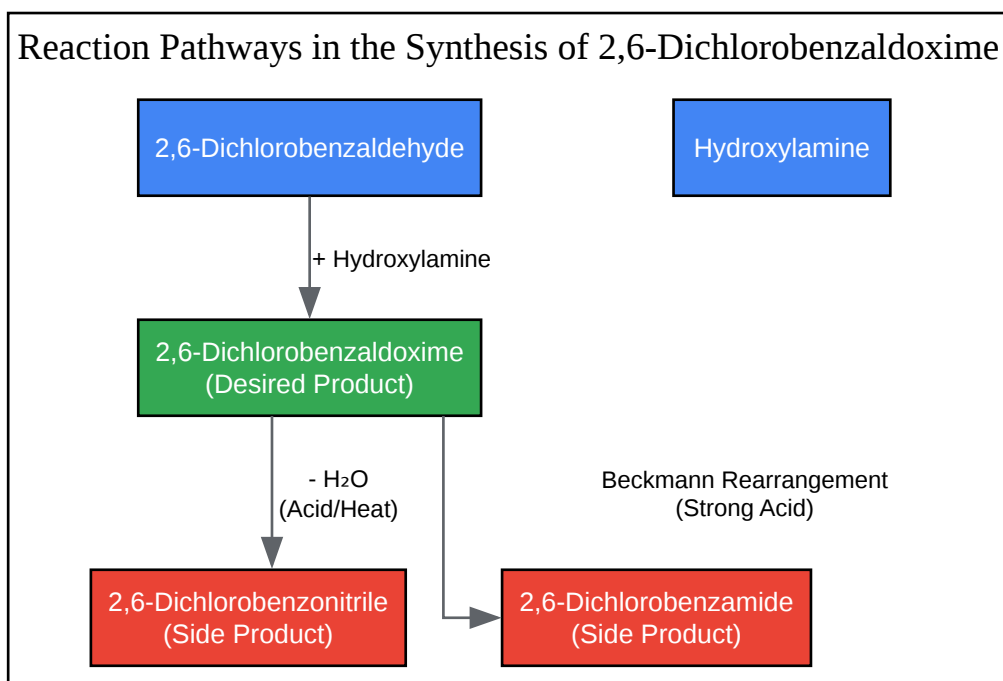 Reaction Pathways in the Synthesis of 2,6-Dichlorobenzaldoxime
2,6-Dichlorobenzaldehyde
Hydroxylamine
+ Hydroxylamine
2,6-Dichlorobenzaldoxime
(Desired Product)
- H₂O
(Acid/Heat)
Beckmann Rearrangement
(Strong Acid)
2,6-Dichlorobenzonitrile
(Side Product)
2,6-Dichlorobenzamide
(Side Product)